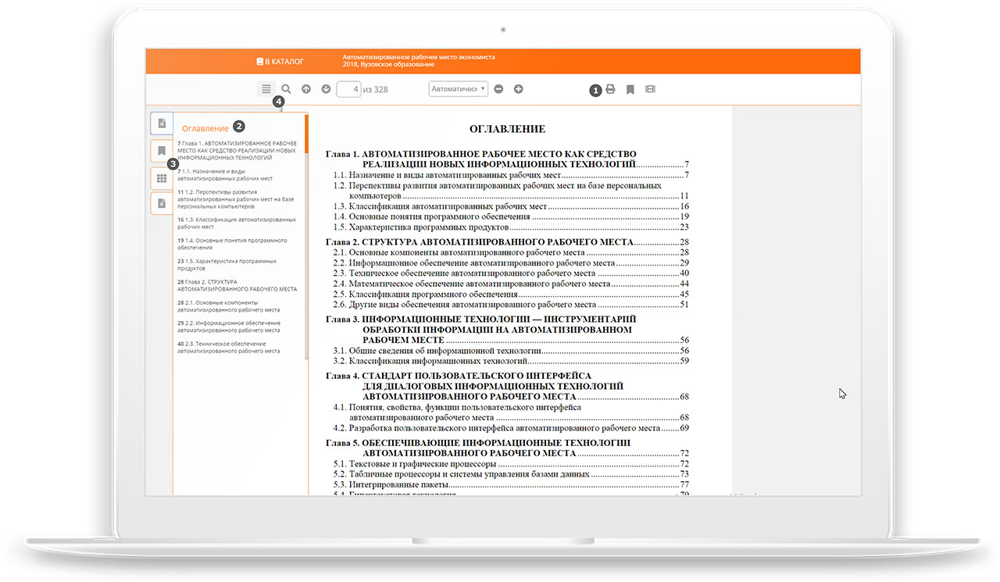 В КАТАЛОГ
Автоматизированное рабочее место экономиста
2018, Вузовское образование
4 из 328
Автоматичесн
1
4
Оглавление 2
3
7 Глава 1. АВТОМАТИЗИРОВАННОЕ РАБОЧЕЕ
МЕСТО КАК СРЕДСТВО РЕАЛИЗАЦИИ НОВЫХ
ИНФОРМАЦИОННЫХ ТЕХНОЛОГИЙ
7 1.1. Назначение и виды
автоматизированных рабочих мест
11 1.2. Перспективы развития
автоматизированных рабочих мест на базе
персональных компьютеров
16 1.3. Классификация автоматизированных
рабочих мест
19 1.4. Основные понятия программного
обеспечения
23 1.5. Характеристика программных
продуктов
28 Глава 2. СТРУКТУРА
АВТОМАТИЗИРОВАННОГО РАБОЧЕГО МЕСТА
28 2.1. Основные компоненты
автоматизированного рабочего места
29 2.2. Информационное обеспечение
автоматизированного рабочего места
40 2.3. Техническое обеспечение
автоматизированного рабочего места
ОГЛАВЛЕНИЕ
Глава 1. АВТОМАТИЗИРОВАННОЕ РАБОЧЕЕ МЕСТО КАК СРЕДСТВО
РЕАЛИЗАЦИИ НОВЫХ ИНФОРМАЦИОННЫХ ТЕХНОЛОГИЙ.....................7
1.1. Назначение и виды автоматизированных рабочих мест.......................................................7
1.2. Перспективы развития автоматизированных рабочих мест на базе персональных
компьютеров ..............................................................................................................................11
1.3. Классификация автоматизированных рабочих мест............................................................16
1.4. Основные понятия программного обеспечения ...................................................................19
1.5. Характеристика программных продуктов..............................................................................23
Глава 2. СТРУКТУРА АВТОМАТИЗИРОВАННОГО РАБОЧЕГО МЕСТА....................28
2.1. Основные компоненты автоматизированного рабочего места ..........................................28
2.2. Информационное обеспечение автоматизированного рабочего места.............................29
2.3. Техническое обеспечение автоматизированного рабочего места .....................................40
2.4. Математическое обеспечение автоматизированного рабочего места...............................44
2.5. Классификация программного обеспечения.........................................................................45
2.6. Другие виды обеспечения автоматизированного рабочего места .....................................51
Глава 3. ИНФОРМАЦИОННЫЕ ТЕХНОЛОГИИ — ИНСТРУМЕНТАРИЙ
ОБРАБОТКИ ИНФОРМАЦИИ НА АВТОМАТИЗИРОВАННОМ
РАБОЧЕМ МЕСТЕ ..........................................................................................................56
3.1. Общие сведения об информационной технологии...............................................................56
3.2. Классификация информационных технологий.....................................................................59
Глава 4. СТАНДАРТ ПОЛЬЗОВАТЕЛЬСКОГО ИНТЕРФЕЙСА
ДЛЯ ДИАЛОГОВЫХ ИНФОРМАЦИОННЫХ ТЕХНОЛОГИЙ
АВТОМАТИЗИРОВАННОГО РАБОЧЕГО МЕСТА..............................................68
4.1. Понятия, свойства, функции пользовательского интерфейса
автоматизированного рабочего места ...................................................................................68
4.2. Разработка пользовательского интерфейса автоматизированного рабочего места........69
Глава 5. ОБЕСПЕЧИВАЮЩИЕ ИНФОРМАЦИОННЫЕ ТЕХНОЛОГИИ
АВТОМАТИЗИРОВАННОГО РАБОЧЕГО МЕСТА..............................................72
5.1. Текстовые и графические процессоры ..................................................................................72
5.2. Табличные процессоры и системы управления базами данных ........................................73
5.3. Интегрированные пакеты.........................................................................................................77
5.4. Гипертекстовая технология......................................................................................................79